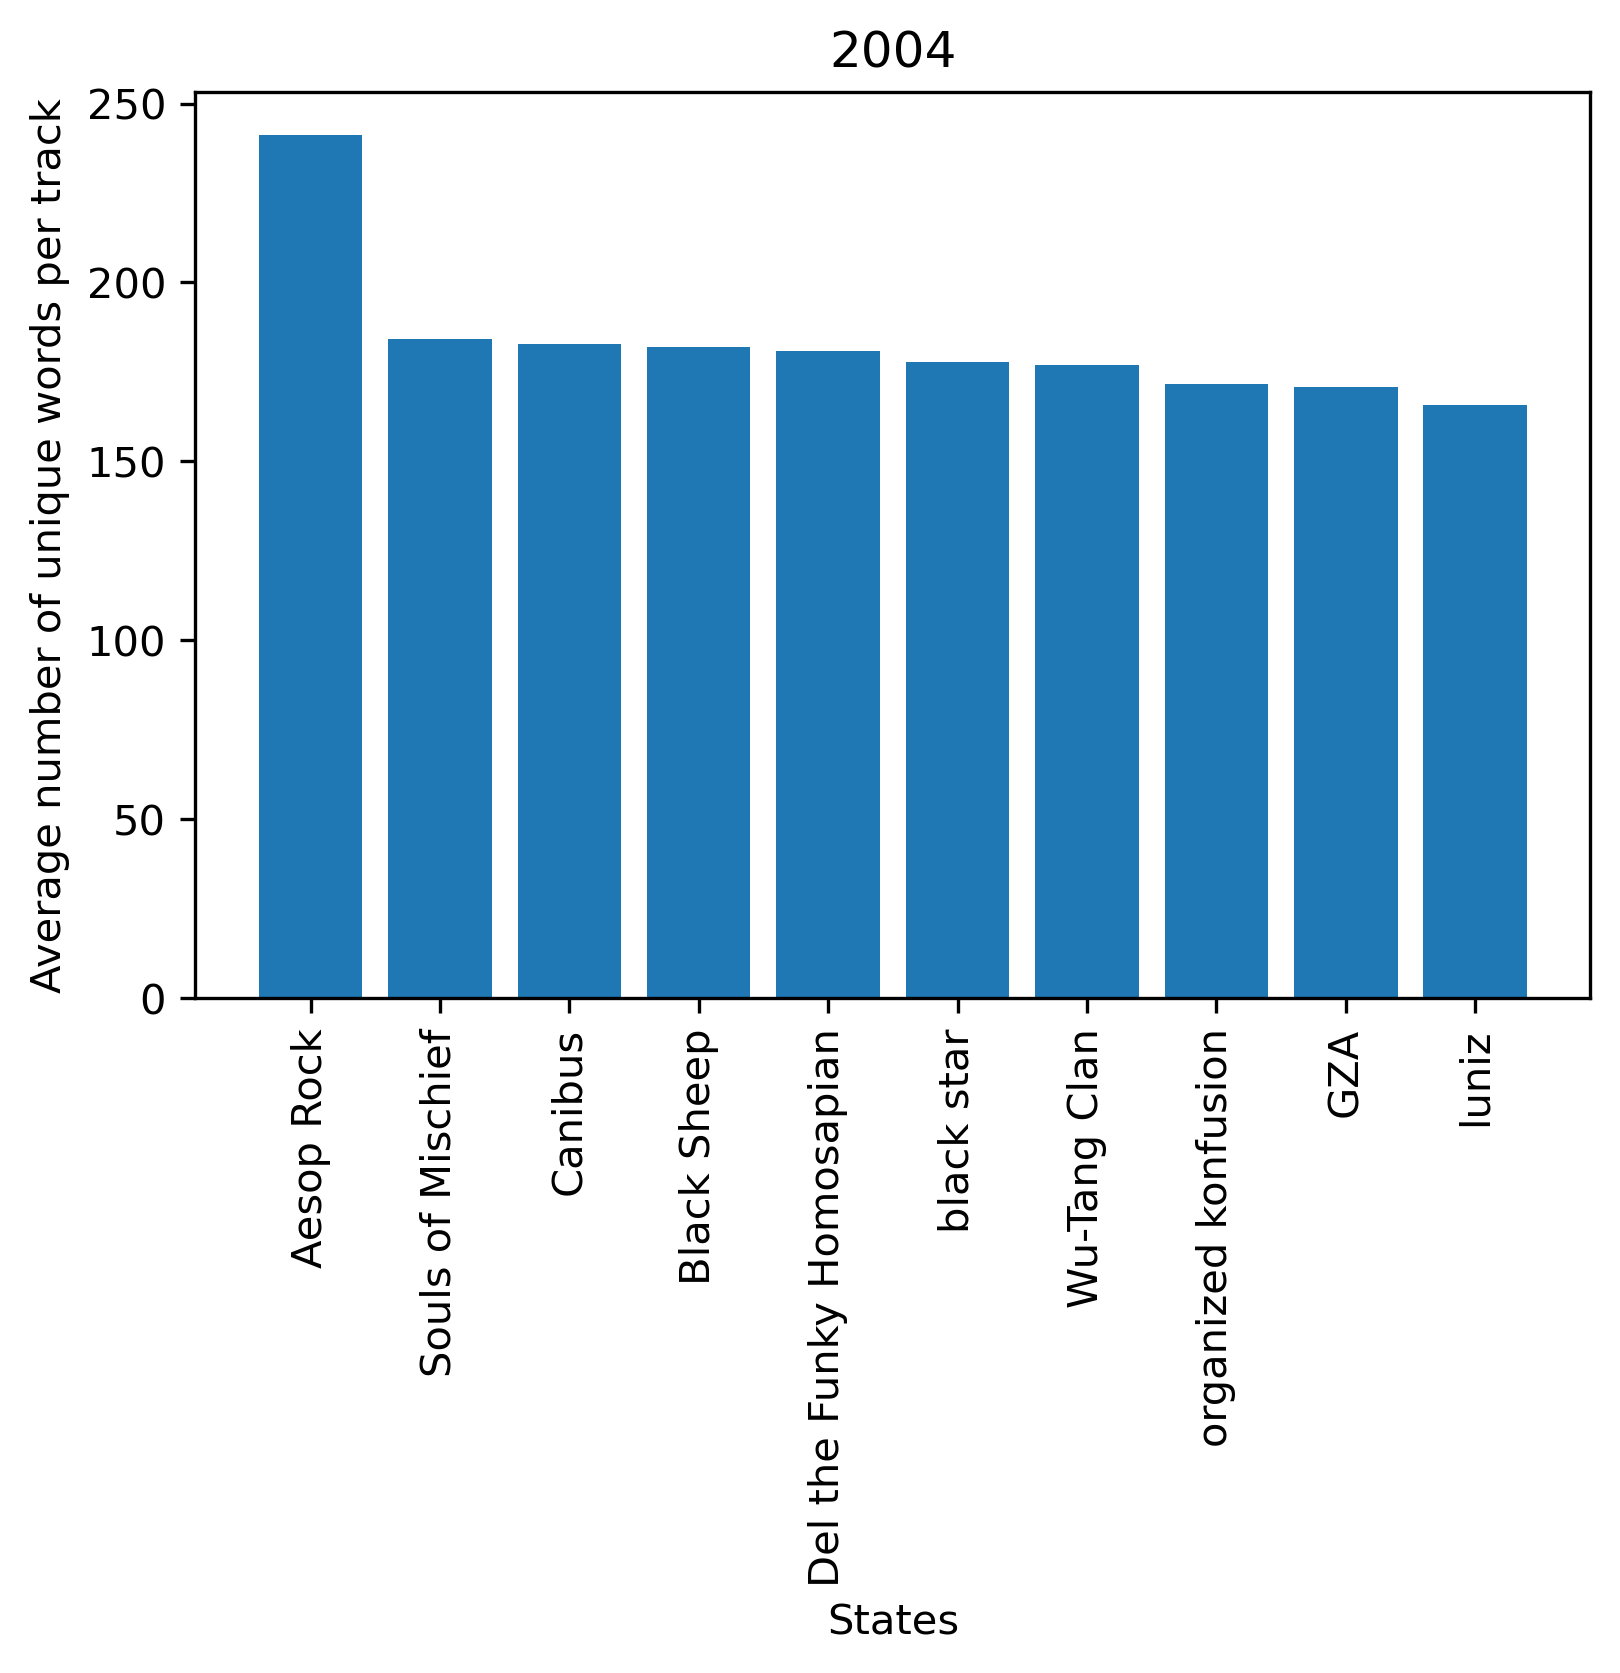 2004
Average number of unique words per track
250
200
150
100
50
0
Aesop Rock
Souls of Mischief
Canibus
Black Sheep
Del the Funky Homosapian
black star
Wu-Tang Clan
organized konfusion
GZA
luniz
States